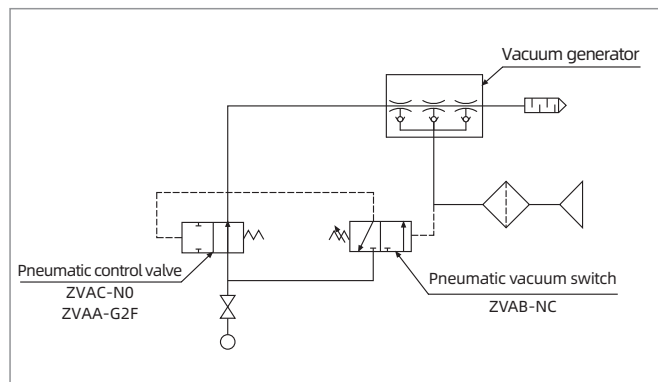 Vacuum generator
Pneumatic control valve
ZVAC-N0
ZVAA-G2F
Pneumatic vacuum switch
ZVAB-NC